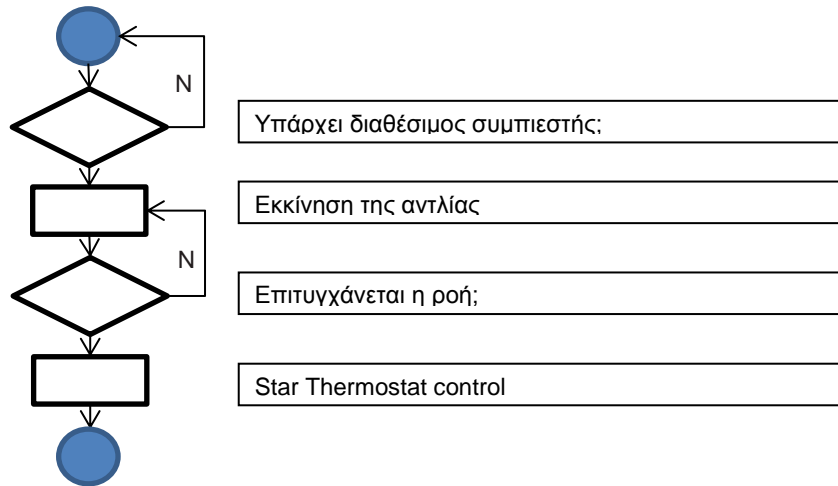 N
Υπάρχει διαθέσιμος συμπιεστής;
Εκκίνηση της αντλίας
N
Επιτυγχάνεται η ροή;
Star Thermostat control